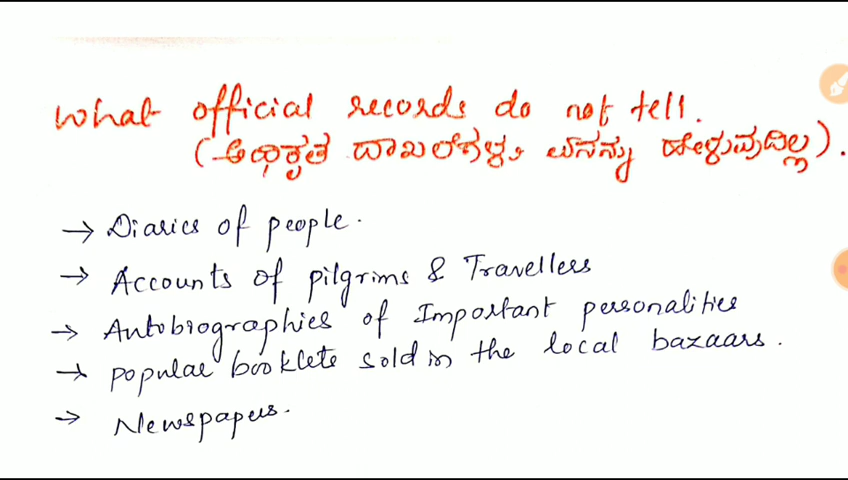 What official records do not tell.
(ಅಧಿಕೃತ ದಾಖಲೆಗಳು ಏನನ್ನು ಹೇಳುವುದಿಲ್ಲ).
→ Diaries of people.
→ Accounts of pilgrims & Travellers
→ Autobiographies of Important personalities
→ popular booklets sold in the local bazaars.
→ Newspapers.